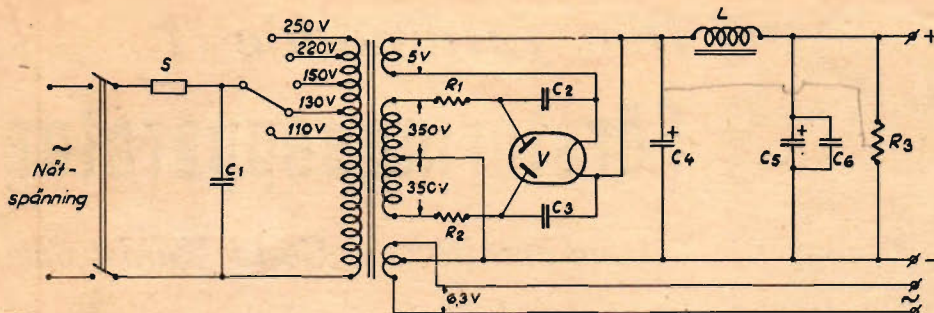 250V
220V
150V
130V
110V
S
C1
~
Nät-
spänning
5V
R1
350V
350V
R2
6,3V
C2
V
C3
L
C4
+
C5
+
C6
R3
+
-
~